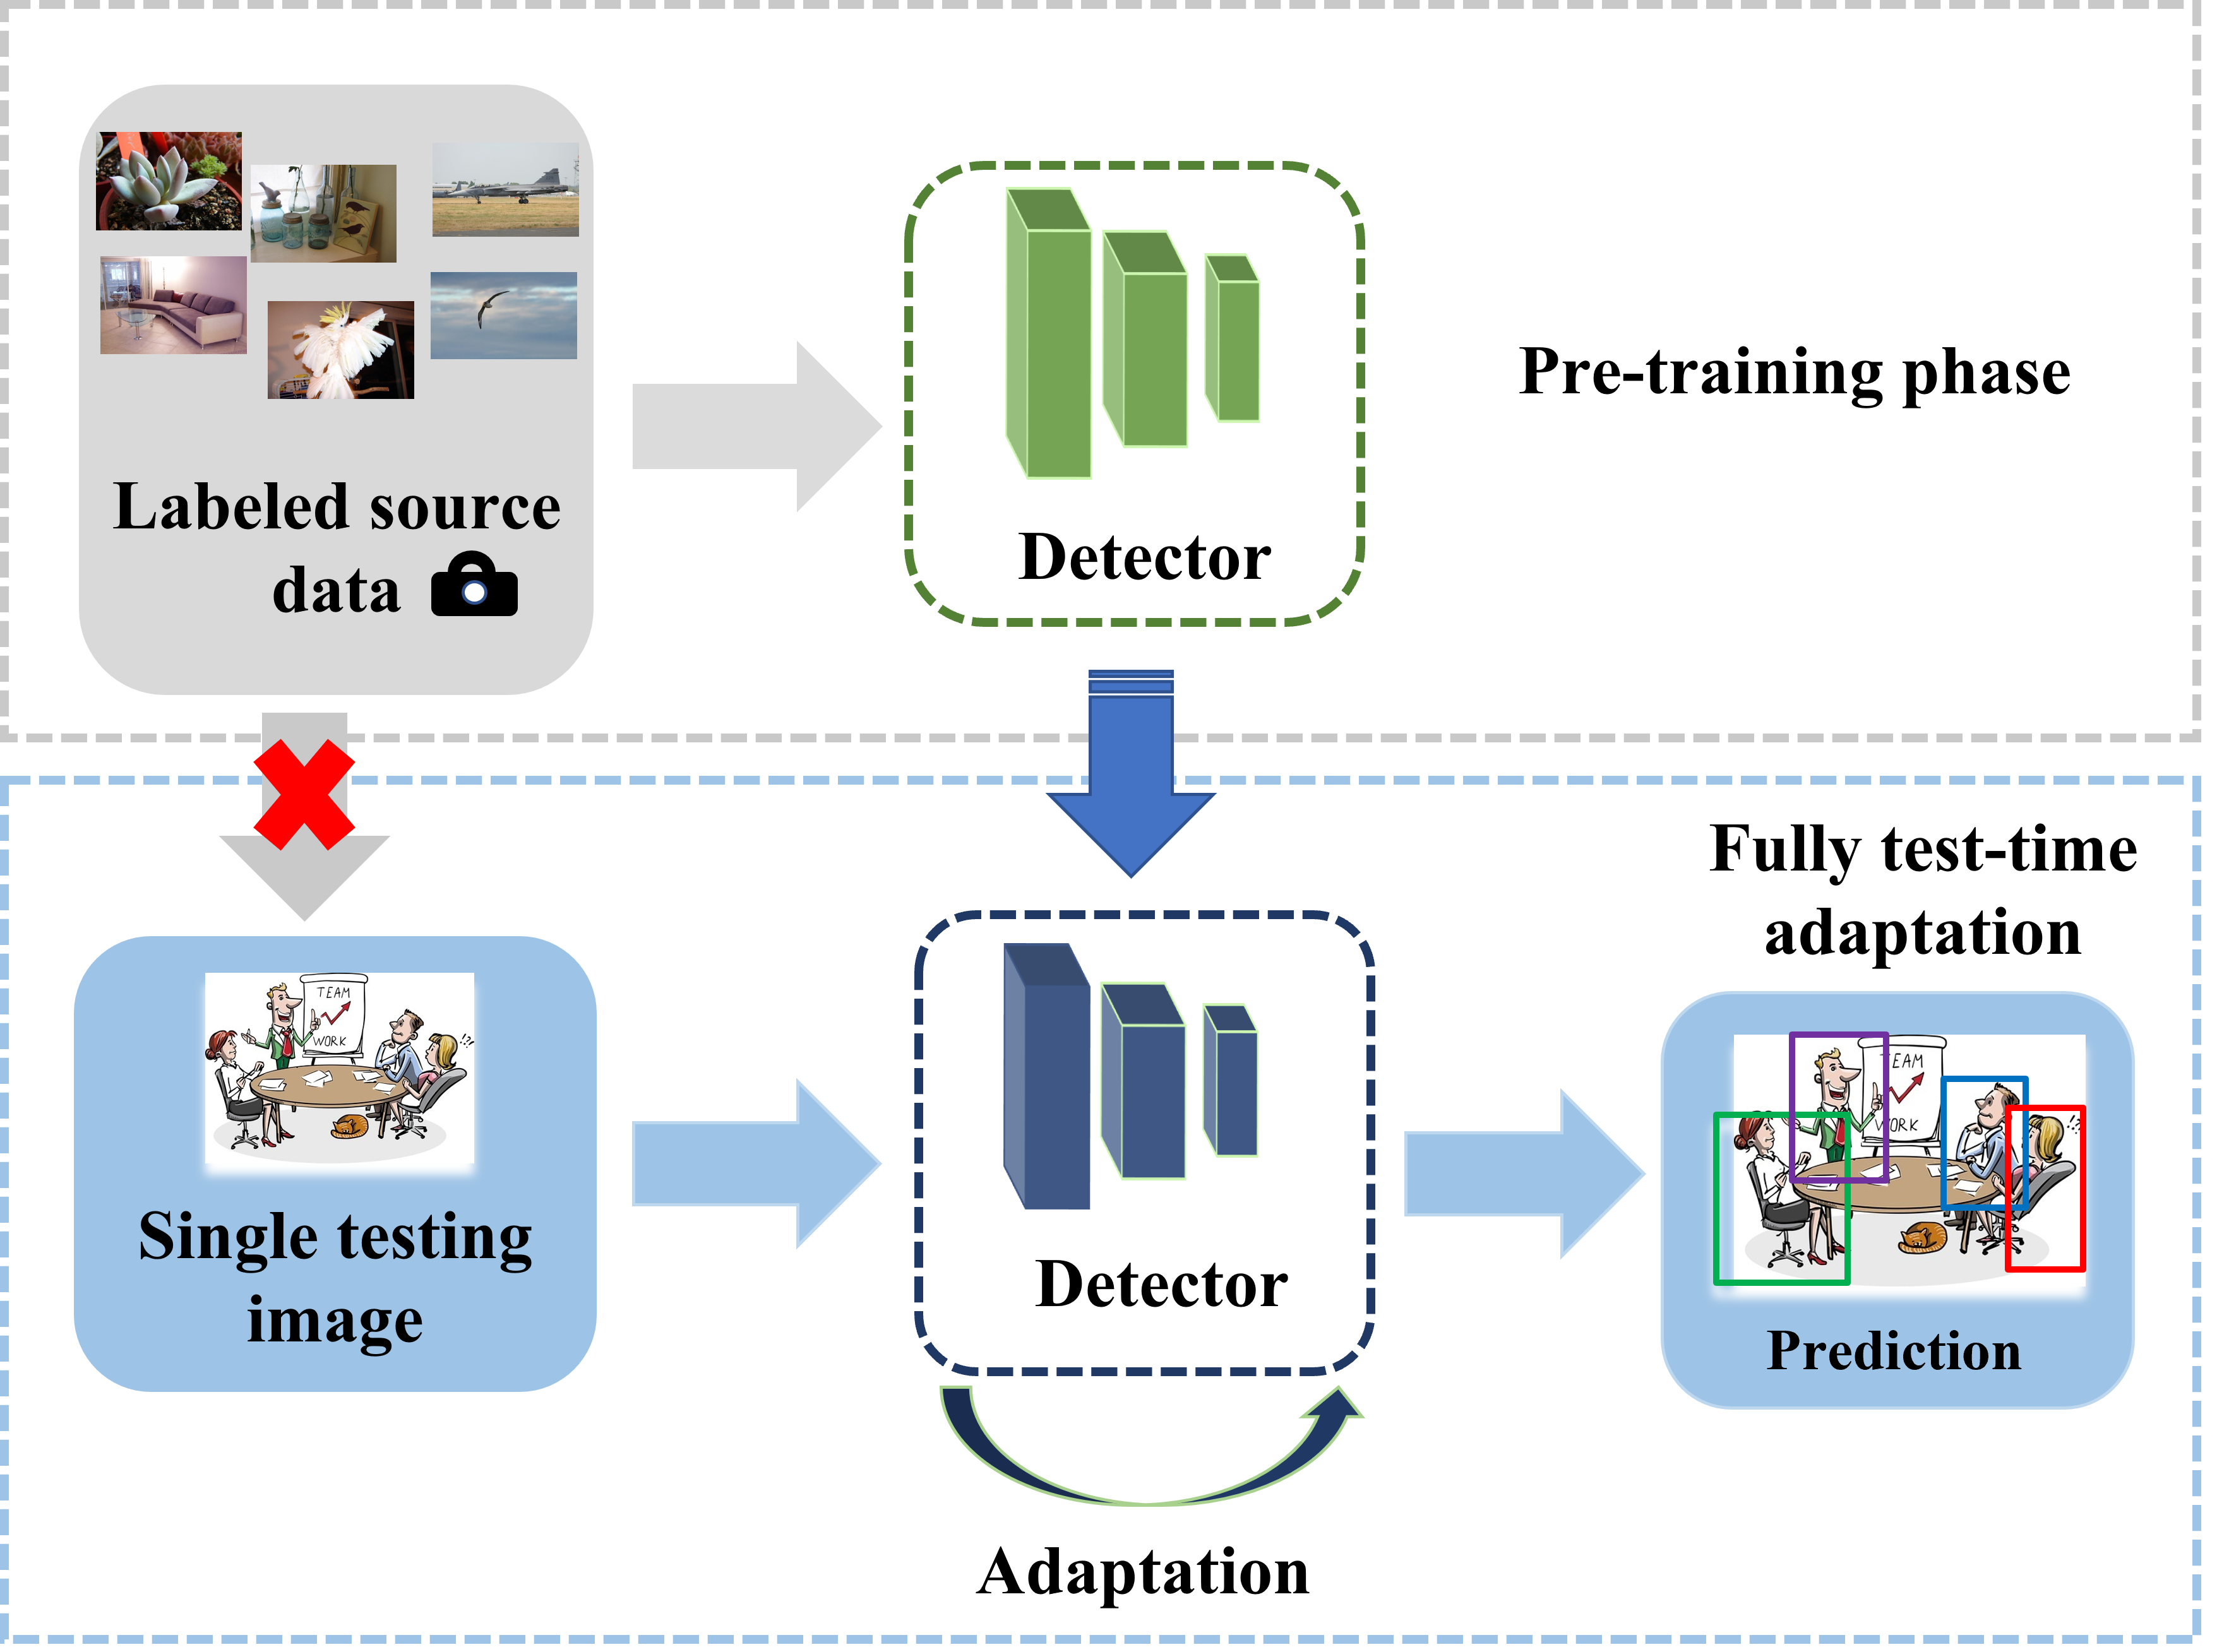 Labeled source
data
Detector
Pre-training phase
Fully test-time
adaptation
TEAM
WORK
!?!
Single testing
image
Detector
EAM
WORK
!?
Prediction
Adaptation